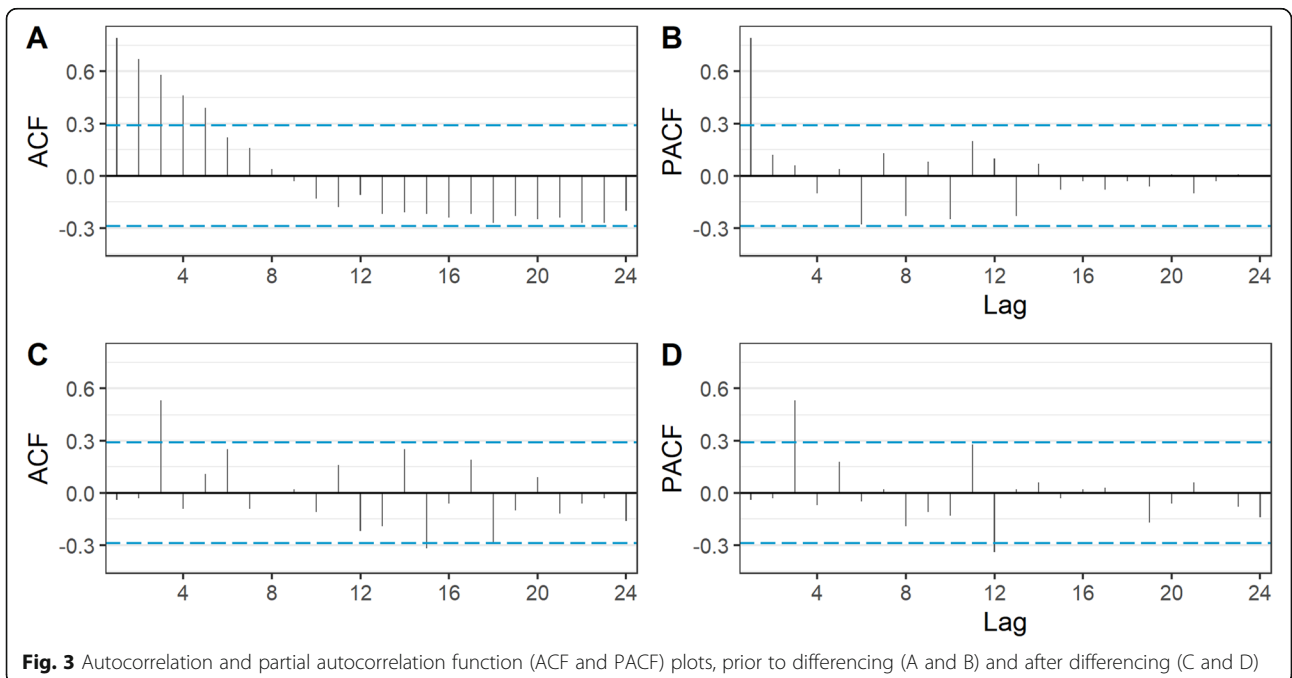 A
ACF
0.6
0.3
0.0
-0.3
4 8 12 16 20 24
B
PACF
0.6
0.3
0.0
-0.3
4 8 12 16 20 24
Lag
C
ACF
0.6
0.3
0.0
-0.3
4 8 12 16 20 24
D
PACF
0.6
0.3
0.0
-0.3
4 8 12 16 20 24
Lag
Fig. 3 Autocorrelation and partial autocorrelation function (ACF and PACF) plots, prior to differencing (A and B) and after differencing (C and D)